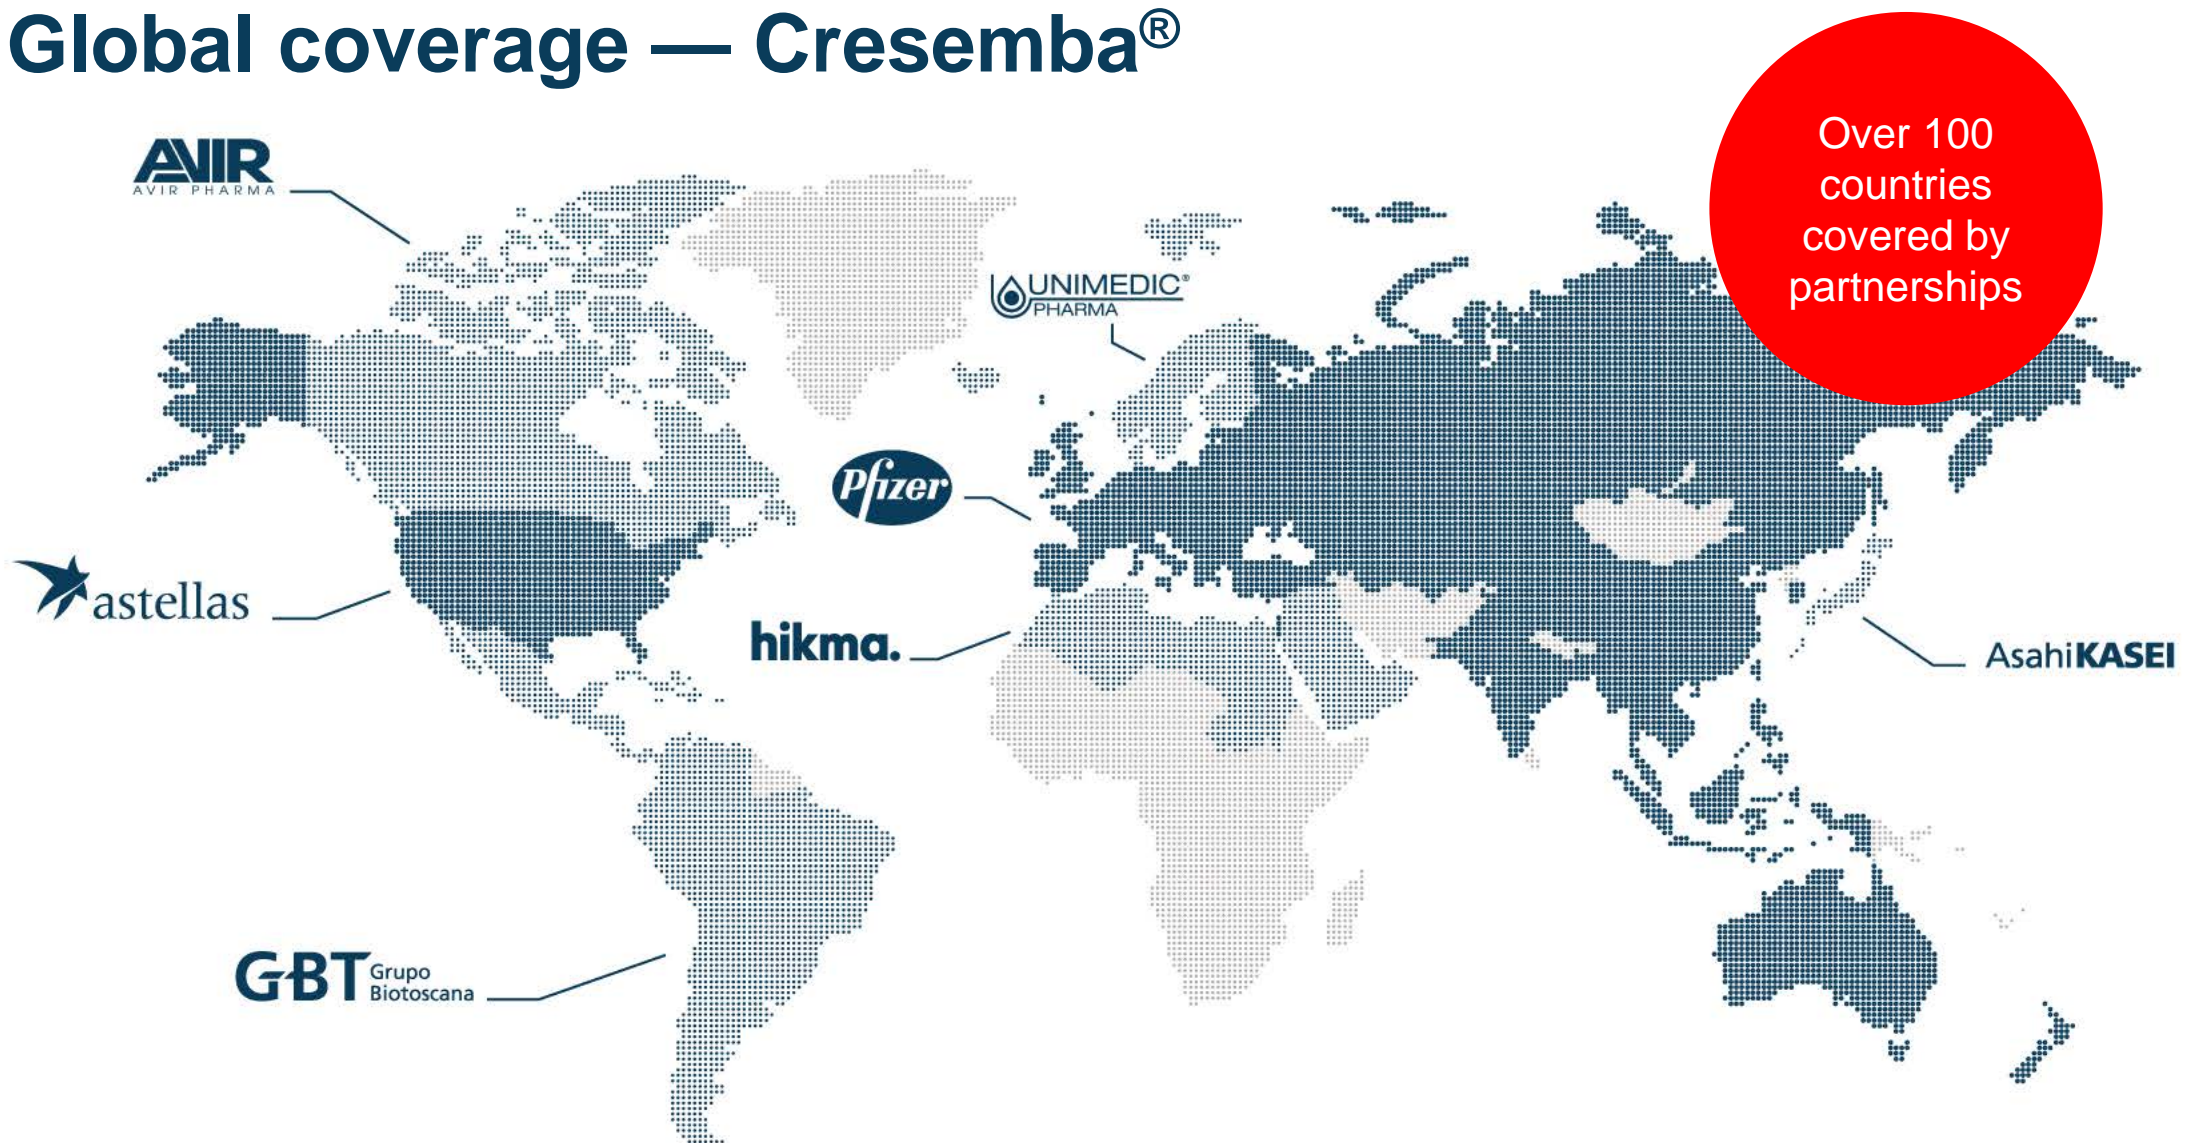 Global coverage — Cresemba®
Over 100
countries
covered by
partnerships
AVIR
AVIR PHARMA
UNIMEDIC®
PHARMA
Pfizer
astellas
hikma.
AsahiKASEI
GBT Grupo
Biotoscana